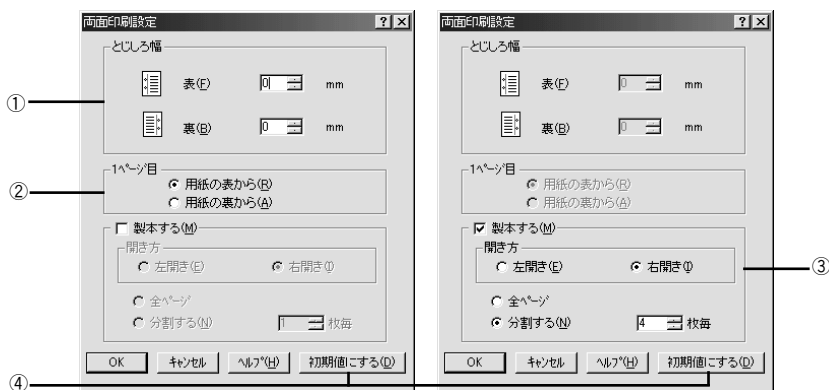 両面印刷設定
とじしろ幅
表(F) 0 mm
裏(B) 0 mm
1ページ目
用紙の表から(R)
用紙の裏から(A)
製本する(M)
開き方
左開き(E) 右開き(I)
全ページ
分割する(N) 1 枚毎
OK キャンセル ヘルプ(H) 初期値にする(D)
両面印刷設定
とじしろ幅
表(F) 0 mm
裏(B) 0 mm
1ページ目
用紙の表から(R)
用紙の裏から(A)
製本する(M)
開き方
左開き(E) 右開き(I)
全ページ
分割する(N) 4 枚毎
OK キャンセル ヘルプ(H) 初期値にする(D)
①
②
③
④